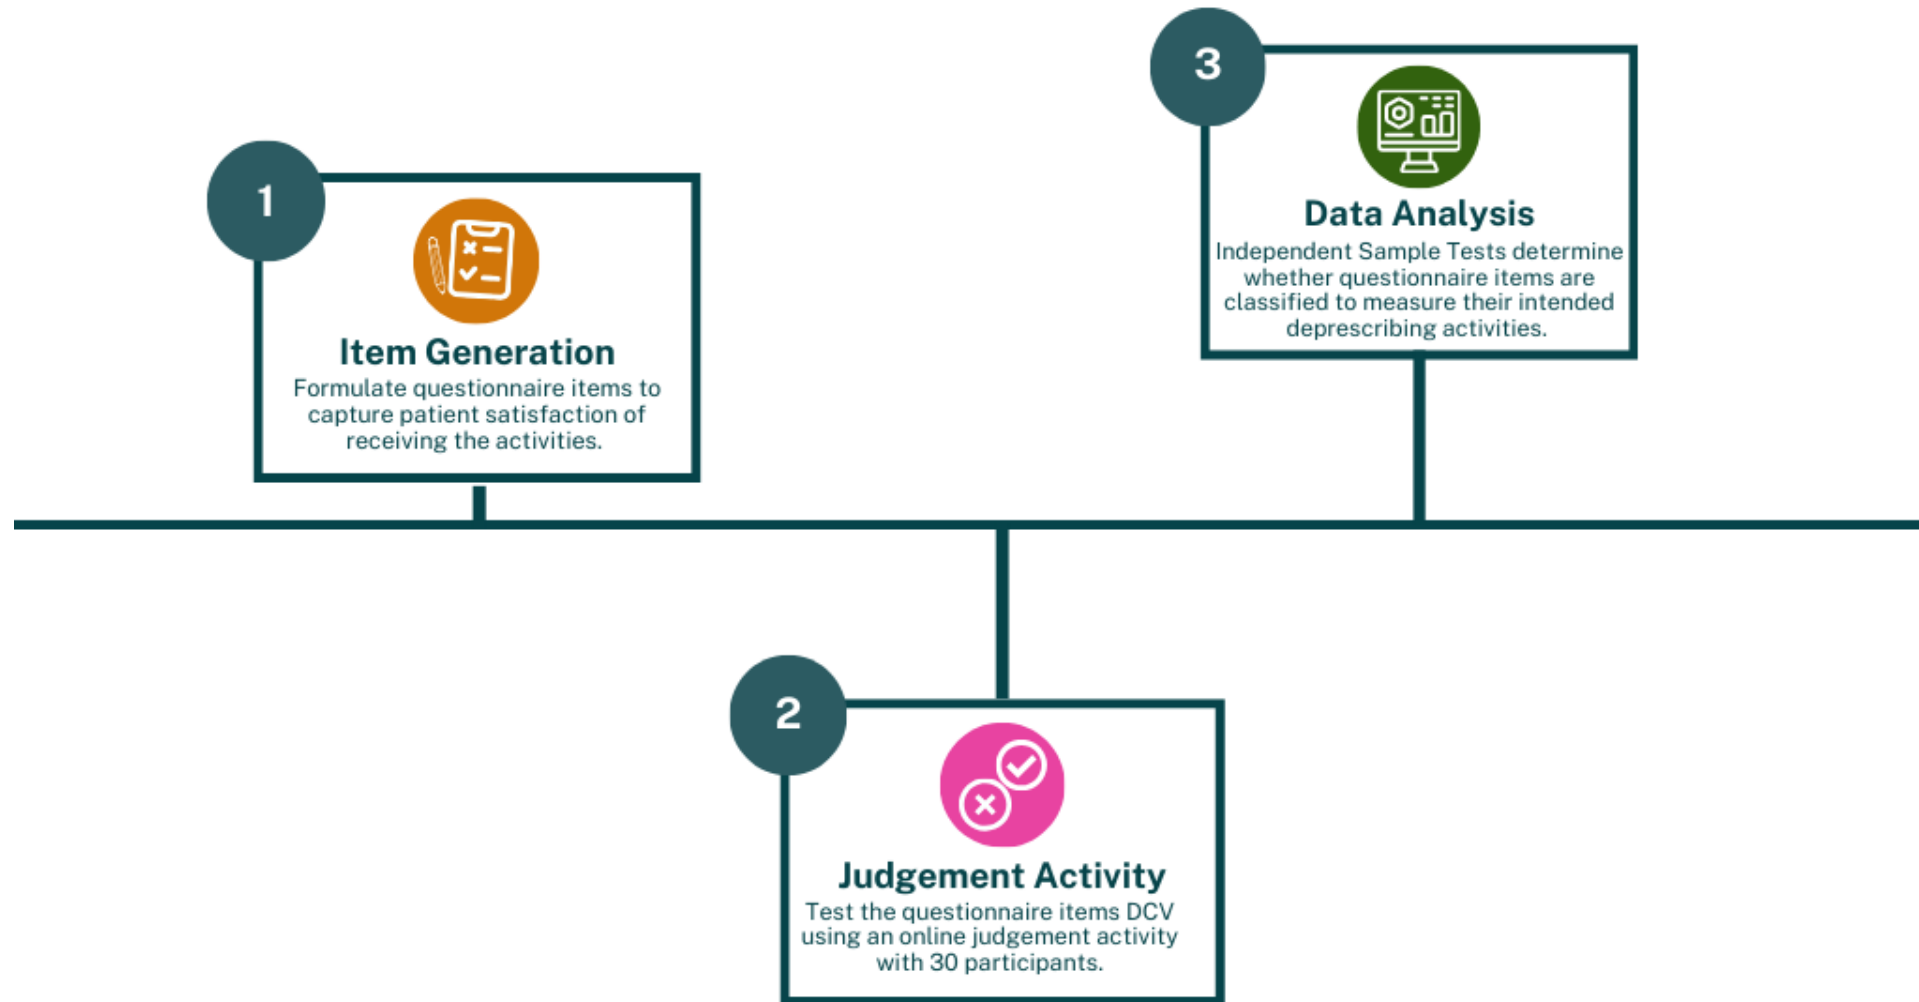 1
Item Generation
Formulate questionnaire items to
capture patient satisfaction of
receiving the activities.
2
Judgement Activity
Test the questionnaire items DCV
using an online judgement activity
with 30 participants.
3
Data Analysis
Independent Sample Tests determine
whether questionnaire items are
classified to measure their intended
deprescribing activities.